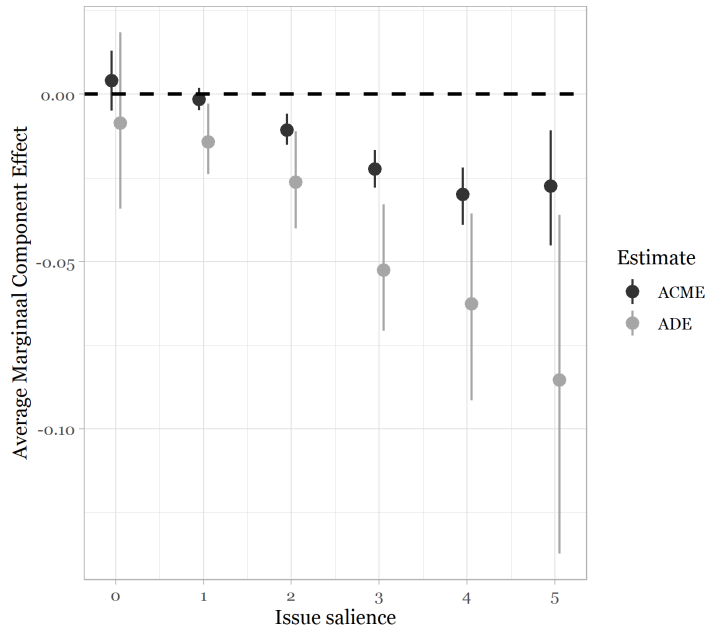 Average Marginaal Component Effect
0.00
-0.05
-0.10
0 1 2 3 4 5
Issue salience
Estimate
ACME
ADE